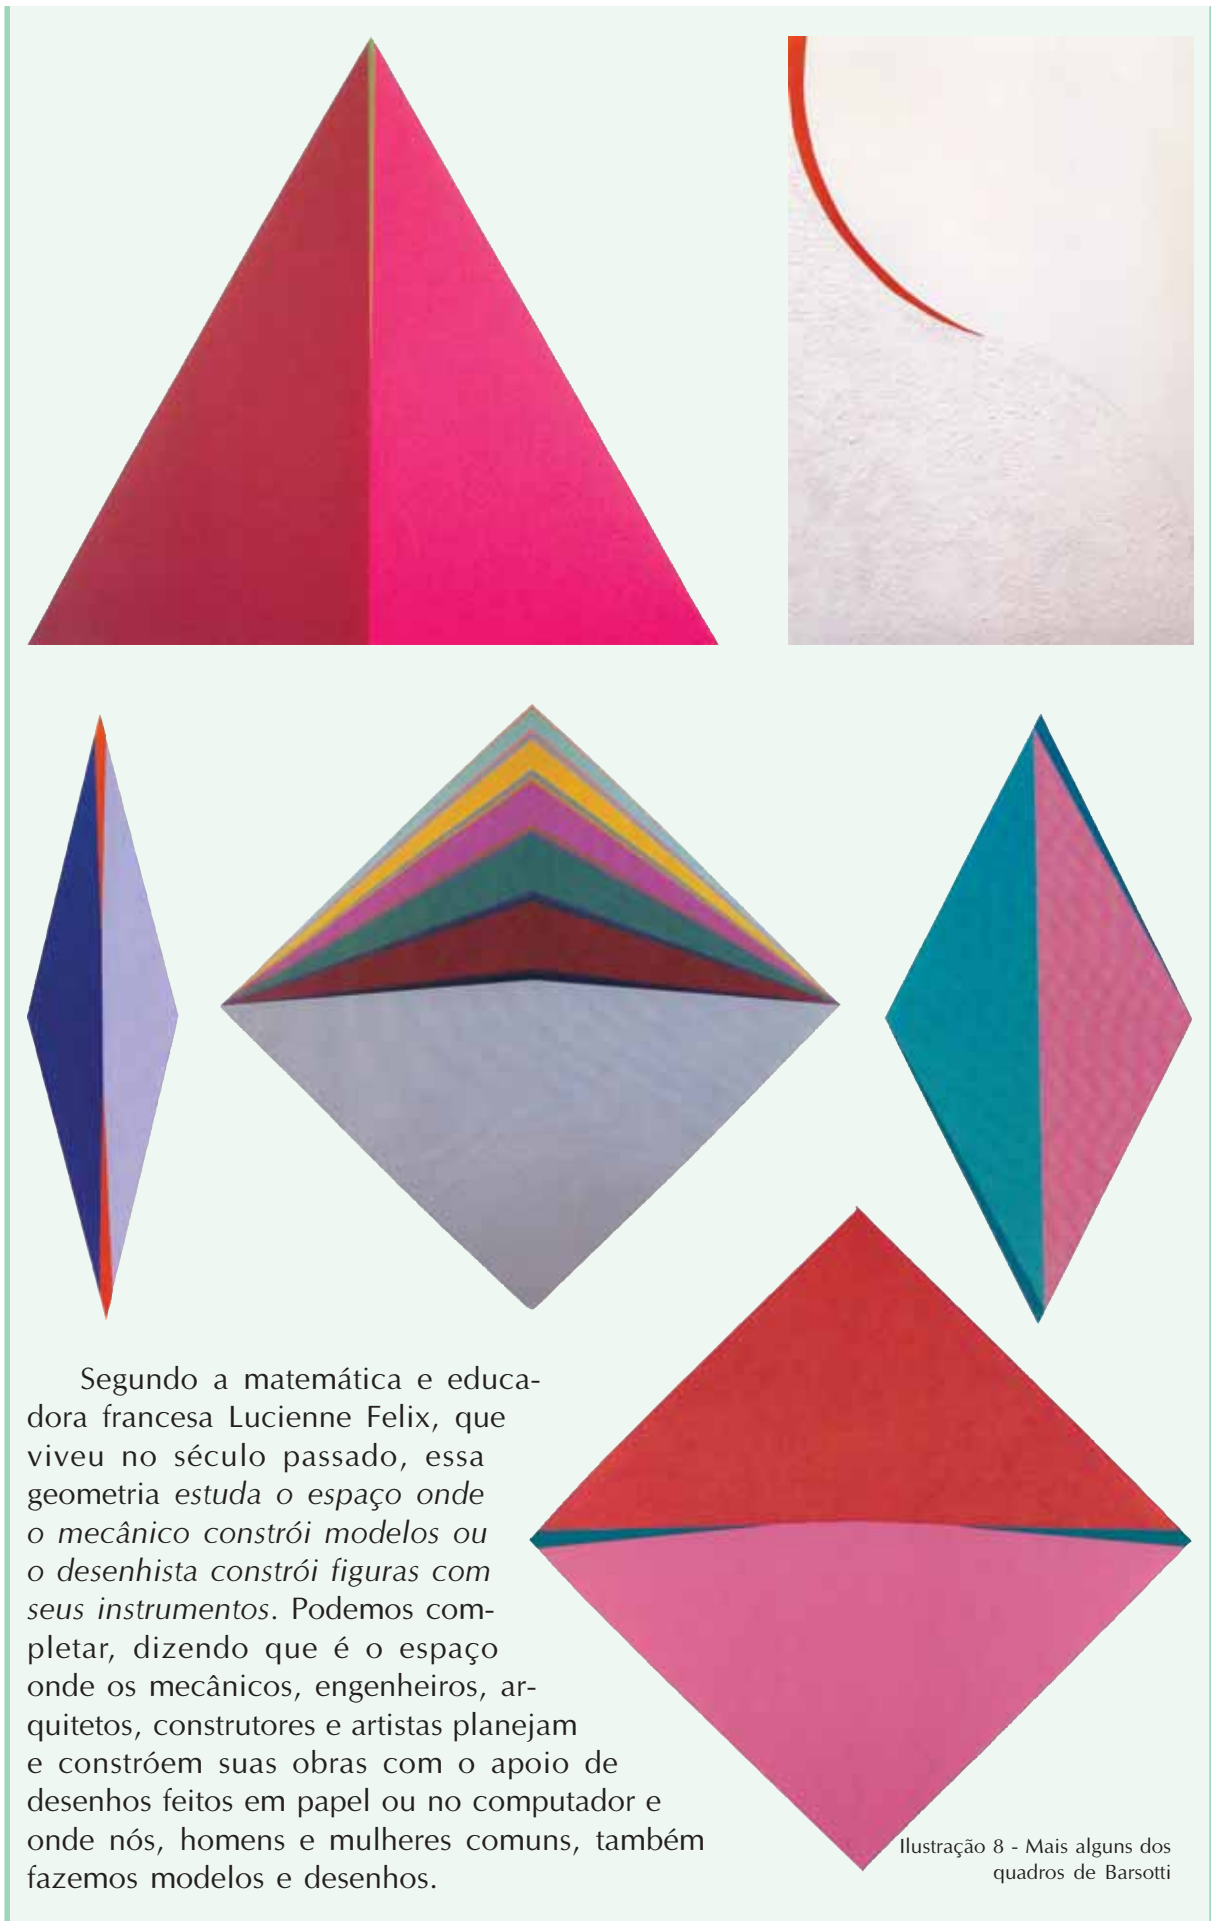 Segundo a matemática e educa-
dora francesa Lucienne Felix, que
viveu no século passado, essa
geometria estuda o espaço onde
o mecânico constrói modelos ou
o desenhista constrói figuras com
seus instrumentos. Podemos com-
pletar, dizendo que é o espaço
onde os mecânicos, engenheiros, ar-
quitetos, construtores e artistas planejam
e constróem suas obras com o apoio de
desenhos feitos em papel ou no computador e
onde nós, homens e mulheres comuns, também
fazemos modelos e desenhos.
Ilustração 8 - Mais alguns dos
quadros de Barsotti